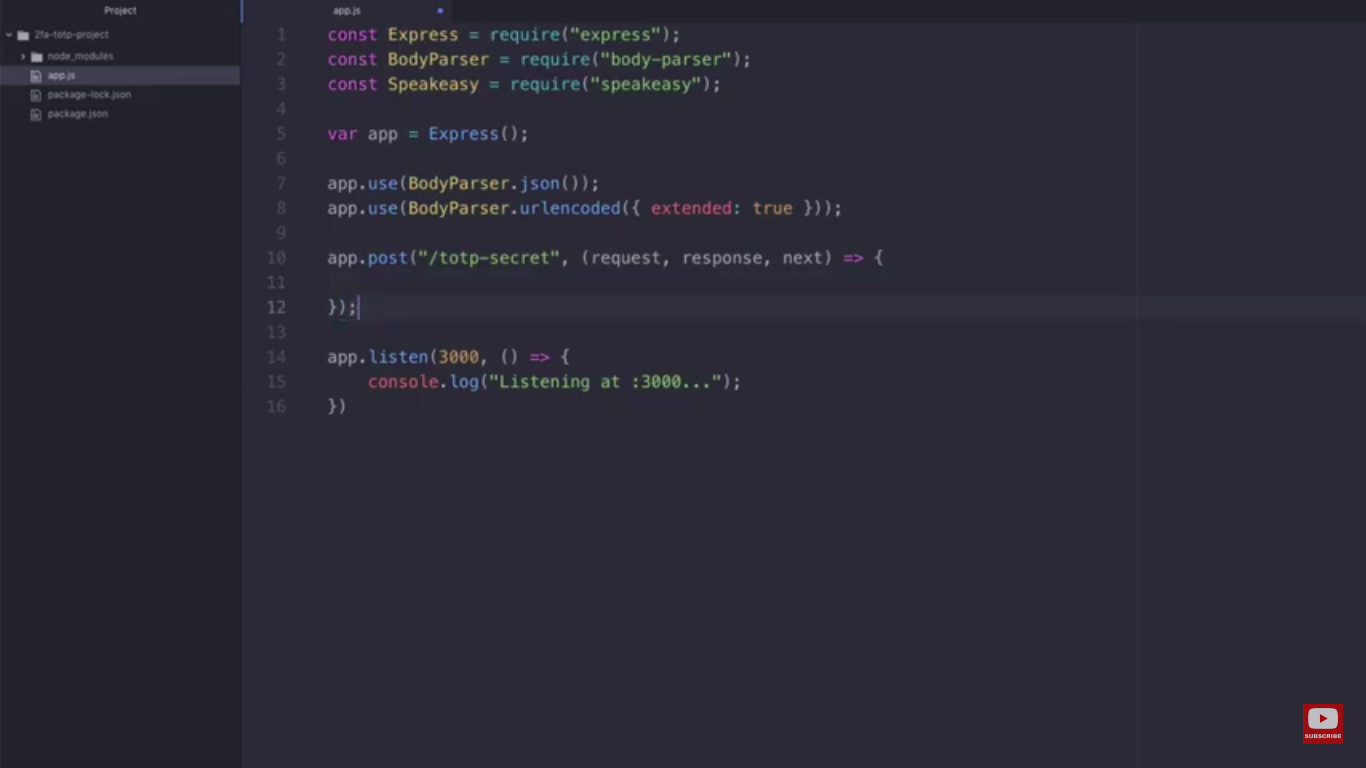 Project
2fa-totp-project
node_modules
app.js
package-lock.json
package.json
app.js
1 const Express = require("express");
2 const BodyParser = require("body-parser");
3 const Speakeasy = require("speakeasy");
4
5 var app = Express();
6
7 app.use(BodyParser.json());
8 app.use(BodyParser.urlencoded({ extended: true }));
9
10 app.post("/totp-secret", (request, response, next) => {
11
12 });
13
14 app.listen(3000, () => {
15     console.log("Listening at :3000...");
16 })
SUBSCRIBE